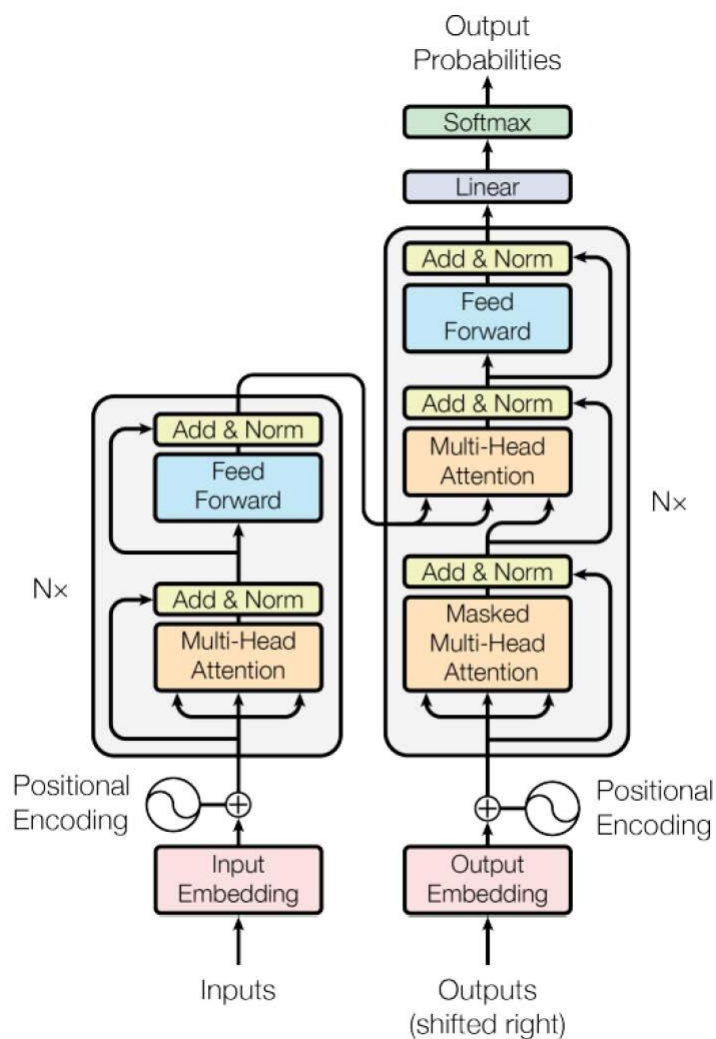 Output
Probabilities
Softmax
Linear
Add & Norm
Feed
Forward
Add & Norm
Multi-Head
Attention
Add & Norm
Masked
Multi-Head
Attention
N×
Add & Norm
Feed
Forward
Add & Norm
Multi-Head
Attention
N×
Positional
Encoding
Positional
Encoding
Input
Embedding
Output
Embedding
Inputs
Outputs
(shifted right)